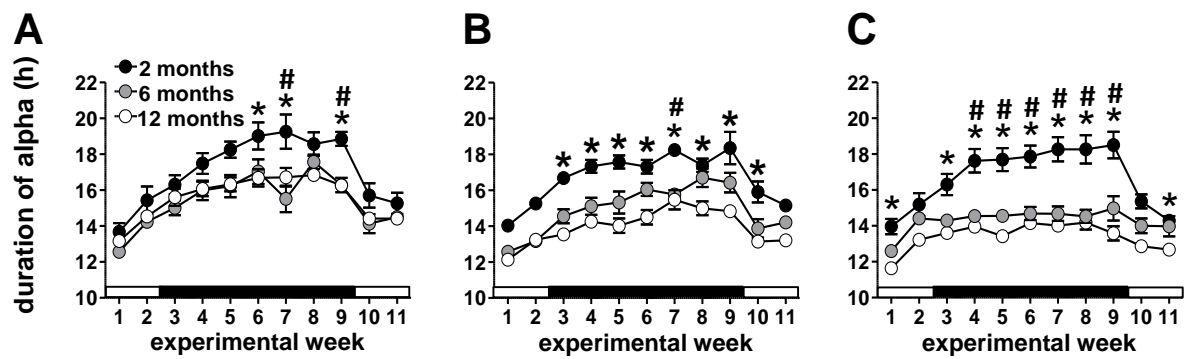 A
B
C
duration of alpha (h)
2 months
6 months
12 months
22
20
18
16
14
12
10
* # * # *
1 2 3 4 5 6 7 8 9 10 11
experimental week
22
20
18
16
14
12
10
* * * * # * * * *
1 2 3 4 5 6 7 8 9 10 11
experimental week
22
20
18
16
14
12
10
* * # * # * # * # * # * # * *
1 2 3 4 5 6 7 8 9 10 11
experimental week